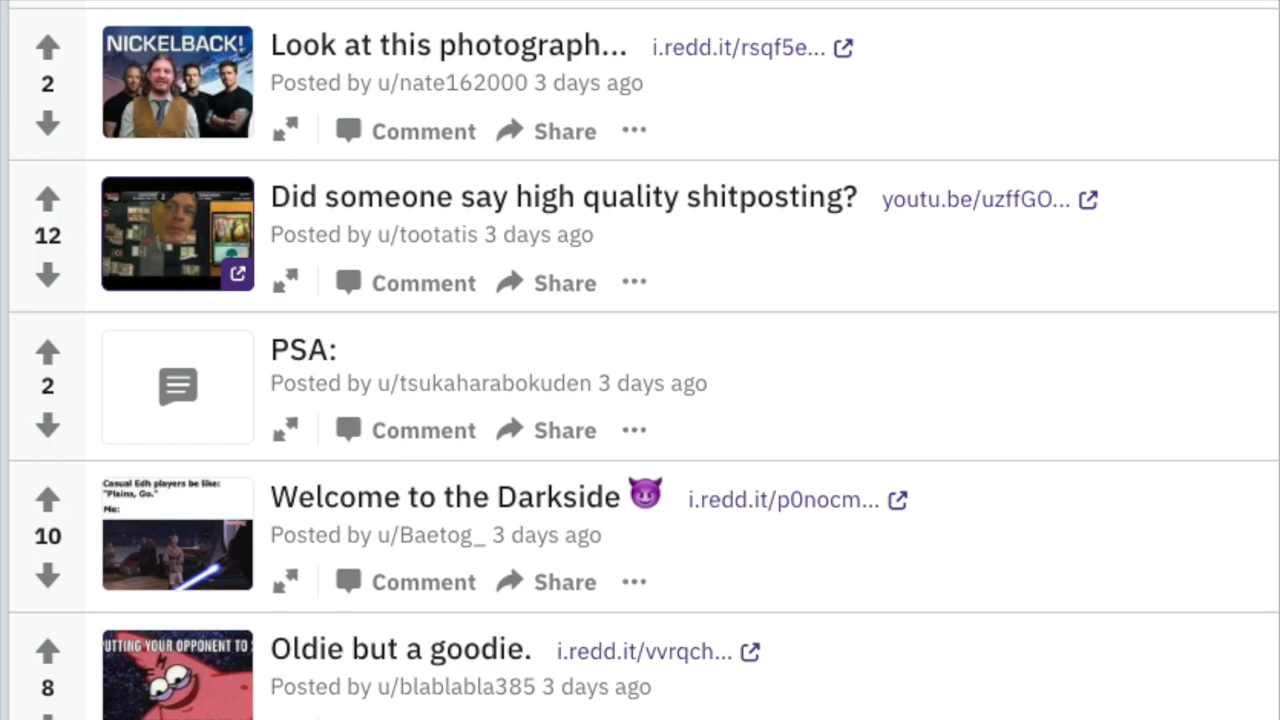 NICKELBACK!
Look at this photograph... i.redd.it/rsqf5e...
2
Posted by u/nate162000 3 days ago
Comment Share ...
Did someone say high quality shitposting? youtu.be/uzffGO...
12
Posted by u/tootatis 3 days ago
Comment Share ...
PSA:
2
Posted by u/tsukaharabokuden 3 days ago
Comment Share ...
Casual Edh players be like:
"Plains, Go."
Me:
Welcome to the Darkside 😈 i.redd.it/p0nocm...
10
Posted by u/Baetog_ 3 days ago
Comment Share ...
UTTING YOUR OPPONENT TO
Oldie but a goodie. i.redd.it/vvrqch...
8
Posted by u/blablabla385 3 days ago